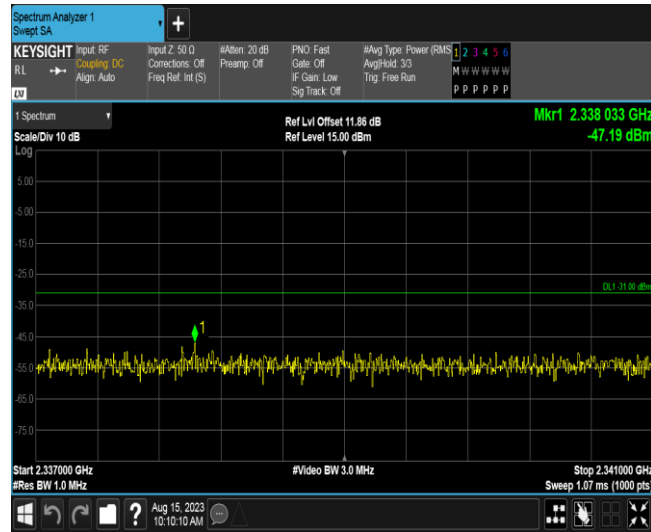 Spectrum Analyzer 1
Swept SA
KEYSIGHT
RL
LXI
Input: RF
Coupling: DC
Align: Auto
Input Z: 50 Ω
Corrections: Off
Freq Ref: Int (S)
#Atten: 20 dB
Preamp: Off
PNO: Fast
Gate: Off
IF Gain: Low
Sig Track: Off
#Avg Type: Power (RMS
Avg|Hold: 3/3
Trig: Free Run
1 2 3 4 5 6
M W W W W W
P P P P P P
1 Spectrum
Scale/Div 10 dB
Ref Lvl Offset 11.86 dB
Ref Level 15.00 dBm
Mkr1 2.338 033 GHz
-47.19 dBm
Log
5.00
-5.00
-15.0
-25.0
DL1 -31.00 dBm
-35.0
1
-45.0
-55.0
-65.0
-75.0
Start 2.337000 GHz
#Res BW 1.0 MHz
#Video BW 3.0 MHz
Stop 2.341000 GHz
Sweep 1.07 ms (1000 pts)
?
Aug 15, 2023
10:10:10 AM